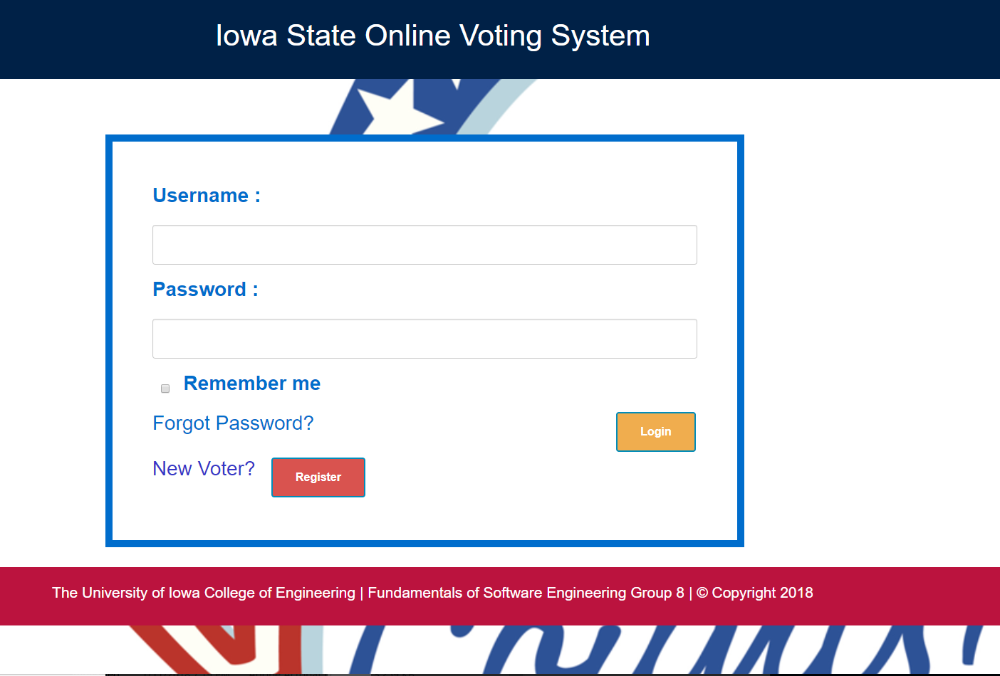 Iowa State Online Voting System
Username :
Password :
Remember me
Forgot Password?
Login
New Voter?
Register
The University of Iowa College of Engineering | Fundamentals of Software Engineering Group 8 | © Copyright 2018